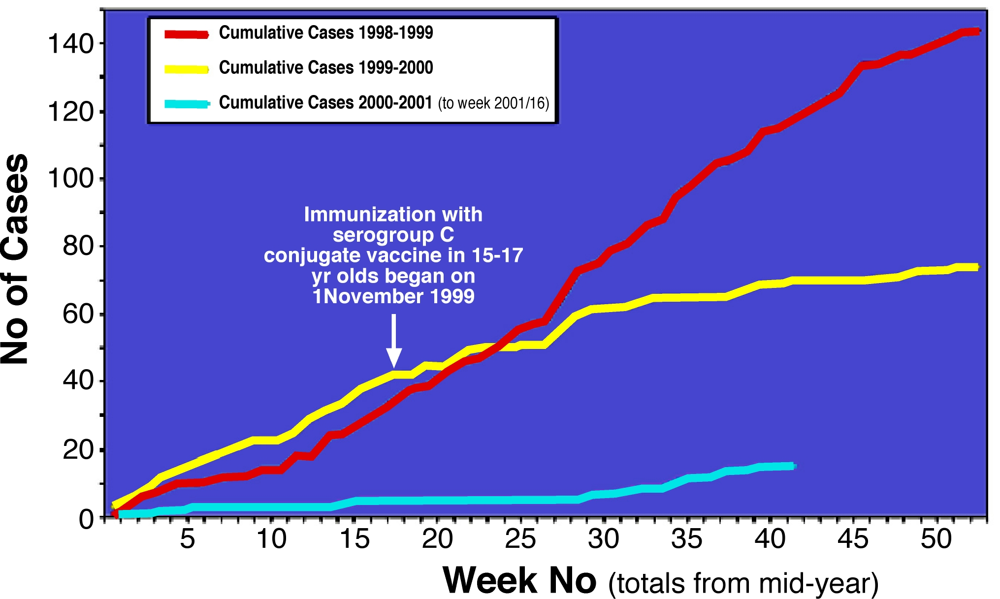 Cumulative Cases 1998-1999
Cumulative Cases 1999-2000
Cumulative Cases 2000-2001 (to week 2001/16)
No of Cases
140
120
100
80
60
40
20
0
Immunization with
serogroup C
conjugate vaccine in 15-17
yr olds began on
1November 1999
5 10 15 20 25 30 35 40 45 50
Week No (totals from mid-year)